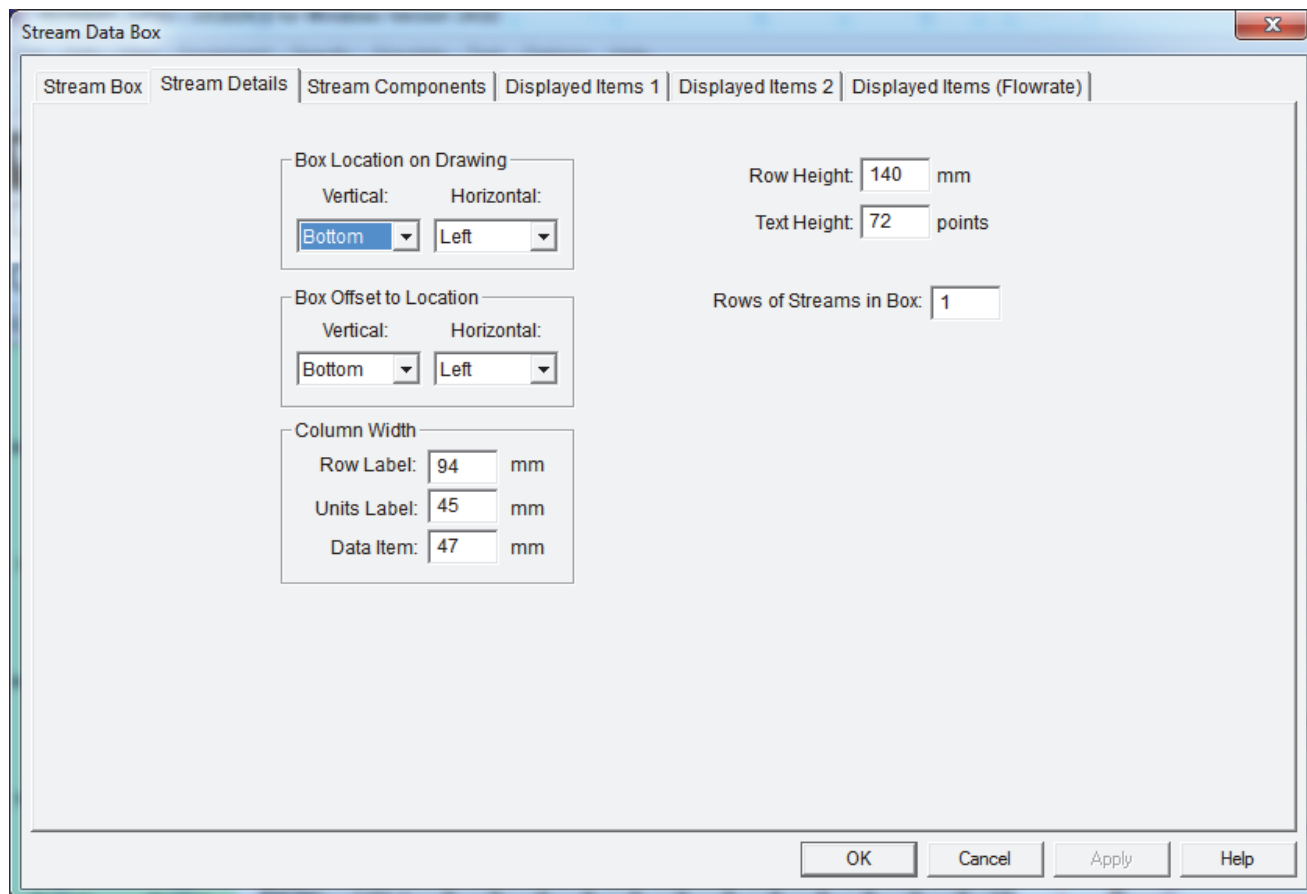 Stream Data Box
Stream Box Stream Details Stream Components Displayed Items 1 Displayed Items 2 Displayed Items (Flowrate)
Box Location on Drawing
Vertical: Horizontal:
Bottom Left
Box Offset to Location
Vertical: Horizontal:
Bottom Left
Column Width
Row Label: 94 mm
Units Label: 45 mm
Data Item: 47 mm
Row Height: 140 mm
Text Height: 72 points
Rows of Streams in Box: 1
OK Cancel Apply Help